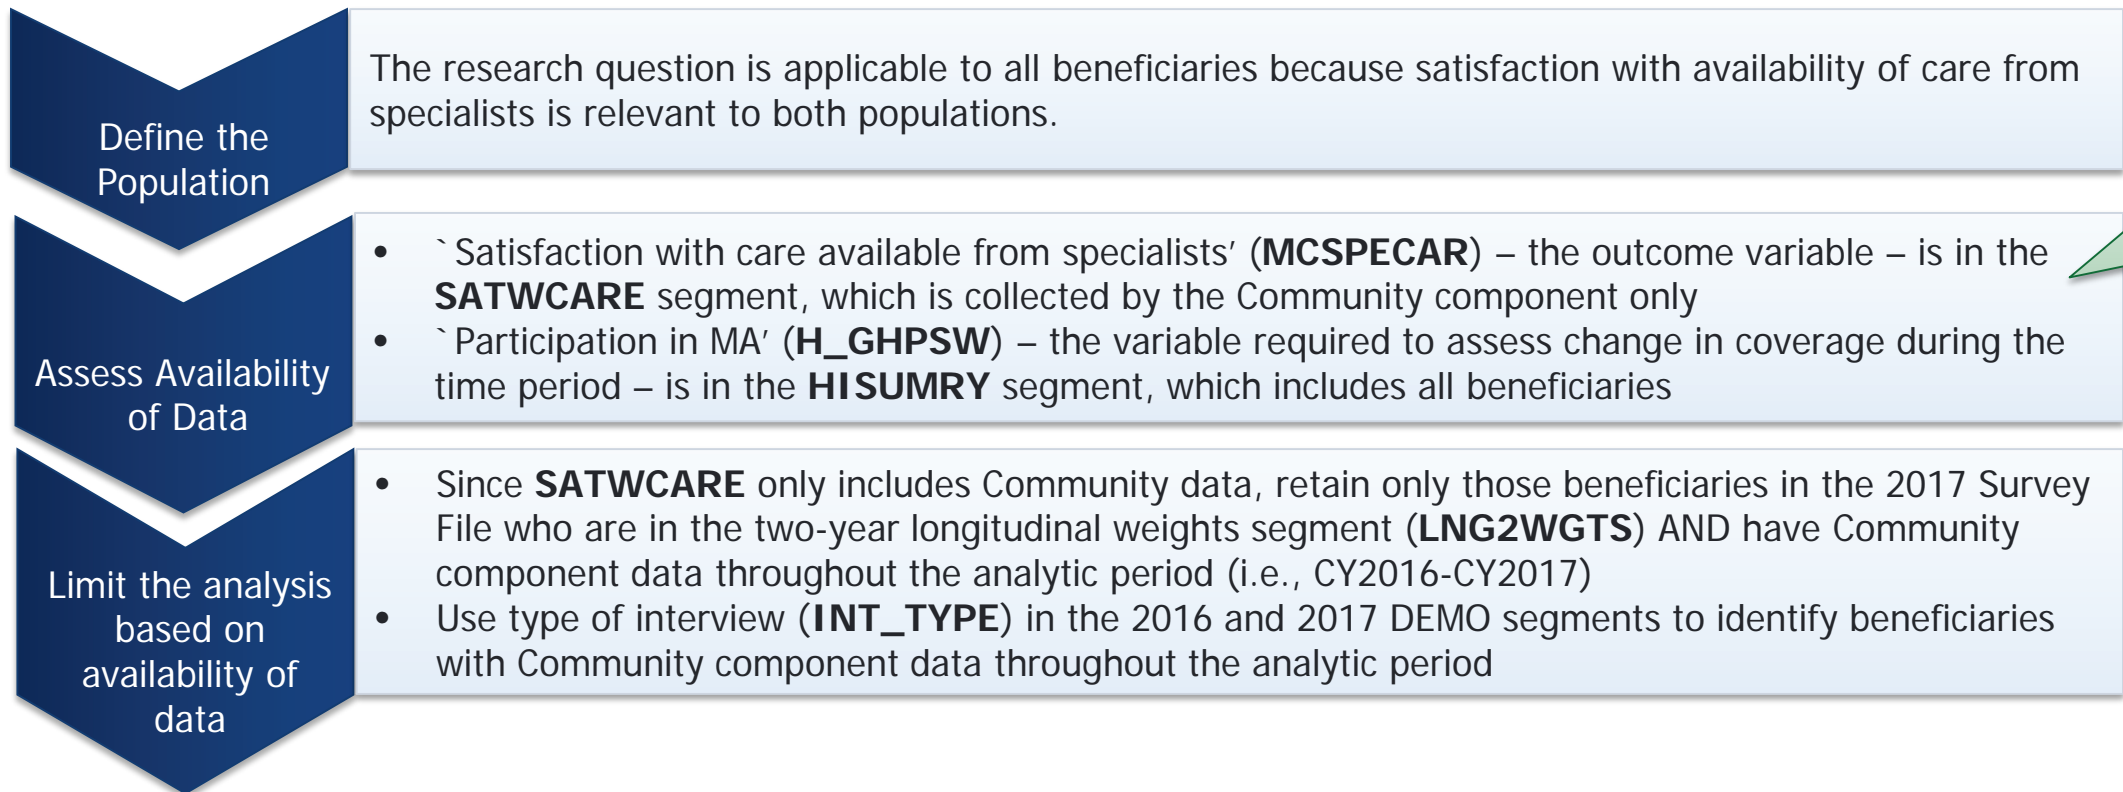 Define the
Population
The research question is applicable to all beneficiaries because satisfaction with availability of care from
specialists is relevant to both populations.
Assess Availability
of Data
• `Satisfaction with care available from specialists’ (MCSPECAR) – the outcome variable – is in the
SATWCARE segment, which is collected by the Community component only
• `Participation in MA’ (H_GHPSW) – the variable required to assess change in coverage during the
time period – is in the HISUMRY segment, which includes all beneficiaries
Limit the analysis
based on
availability of
data
• Since SATWCARE only includes Community data, retain only those beneficiaries in the 2017 Survey
File who are in the two-year longitudinal weights segment (LNG2WGTS) AND have Community
component data throughout the analytic period (i.e., CY2016-CY2017)
• Use type of interview (INT_TYPE) in the 2016 and 2017 DEMO segments to identify beneficiaries
with Community component data throughout the analytic period